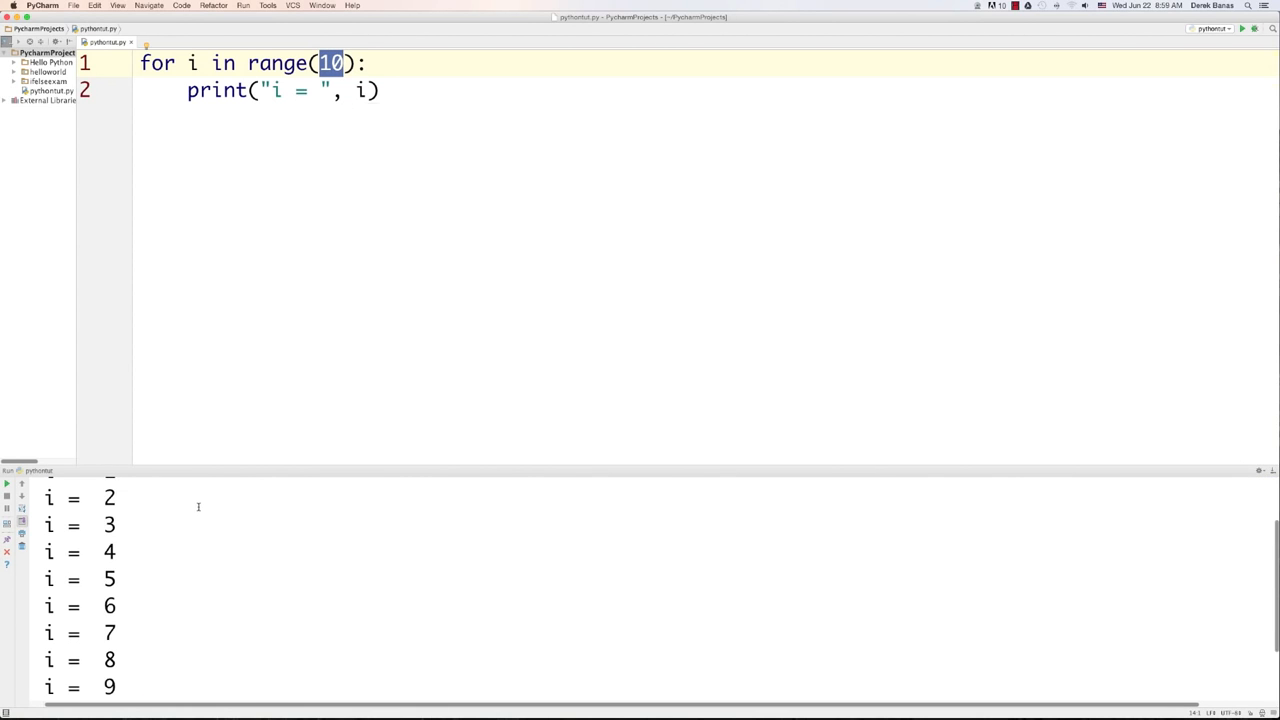 PyCharm File Edit View Navigate Code Refactor Run Tools VCS Window Help 10 Wed Jun 22 8:59 AM Derek Banas
pythontut.py - PycharmProjects - [~/PycharmProjects]
PycharmProjects pythontut.py pythontut
pythontut.py ×
PycharmProject
Hello Python
helloworld
ifelseexam
pythontut.py
External Librarie
1 for i in range(10):
2 print("i = ", i)
Run pythontut
i = 2
i = 3
i = 4
i = 5
i = 6
i = 7
i = 8
i = 9
14:1 LF÷ UTF-8÷